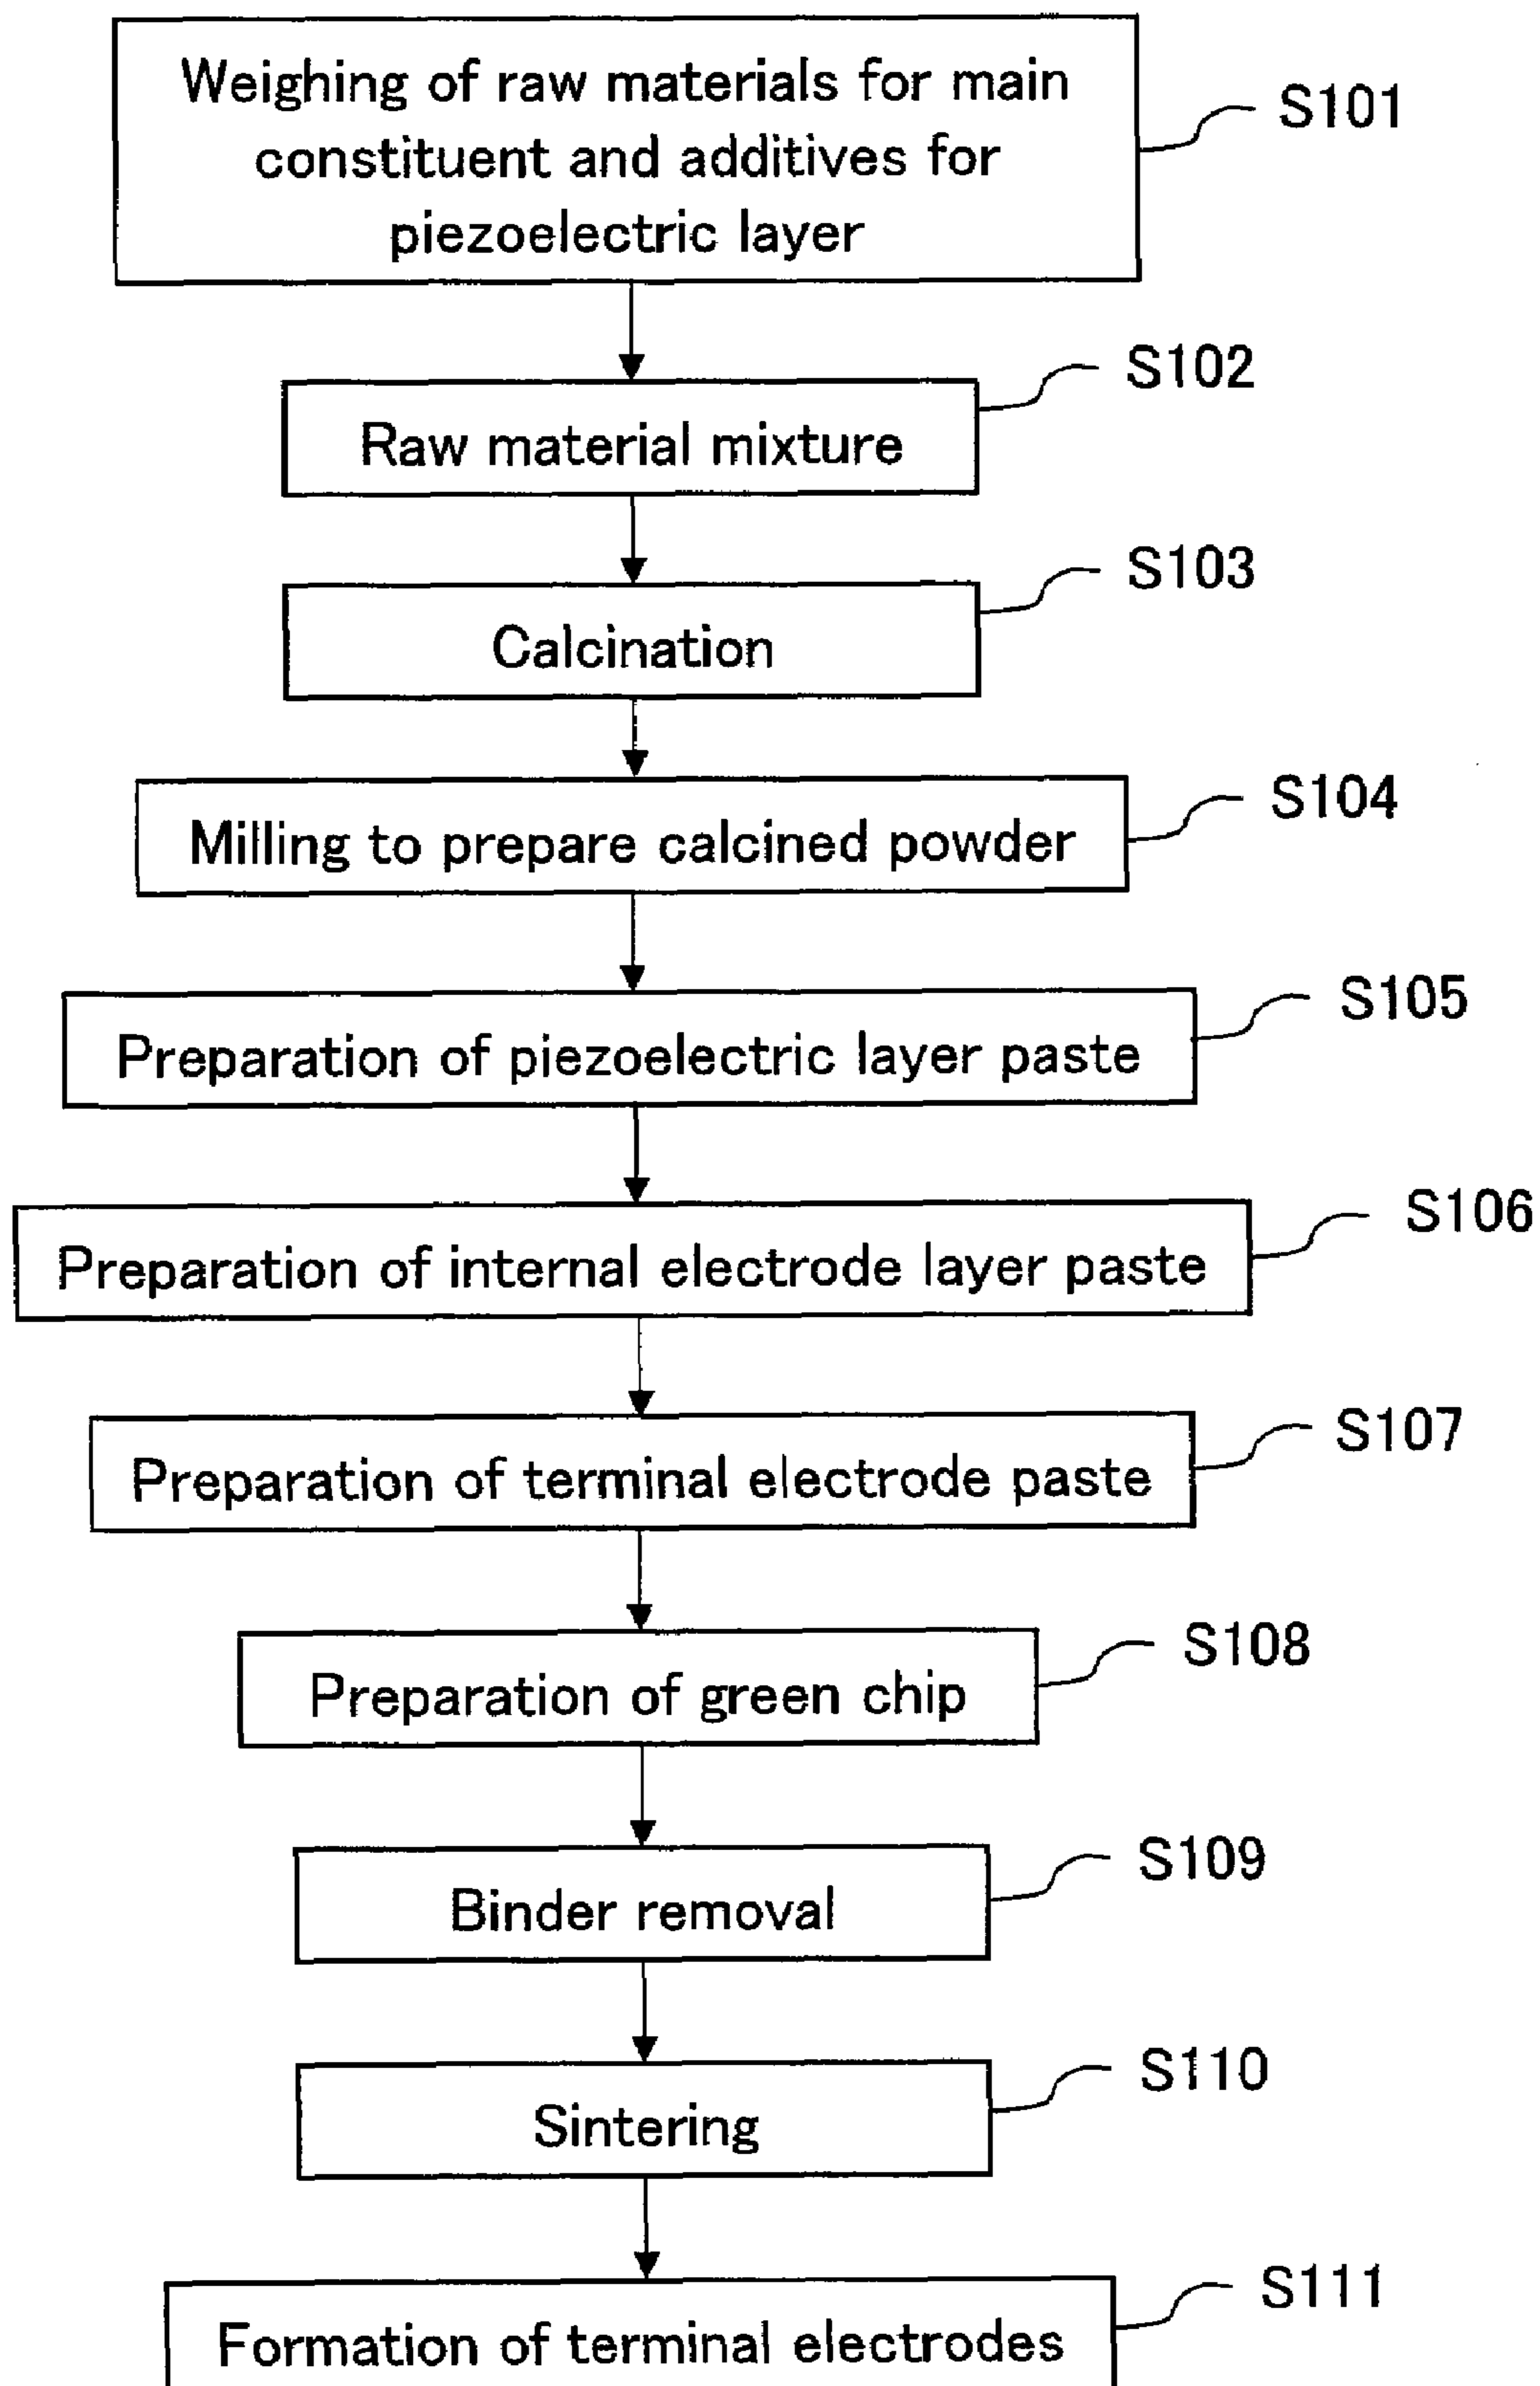 Weighing of raw materials for main
constituent and additives for
piezoelectric layer
S101
S102
Raw material mixture
S103
Calcination
S104
Milling to prepare calcined powder
S105
Preparation of piezoelectric layer paste
S106
Preparation of internal electrode layer paste
S107
Preparation of terminal electrode paste
S108
Preparation of green chip
S109
Binder removal
S110
Sintering
S111
Formation of terminal electrodes